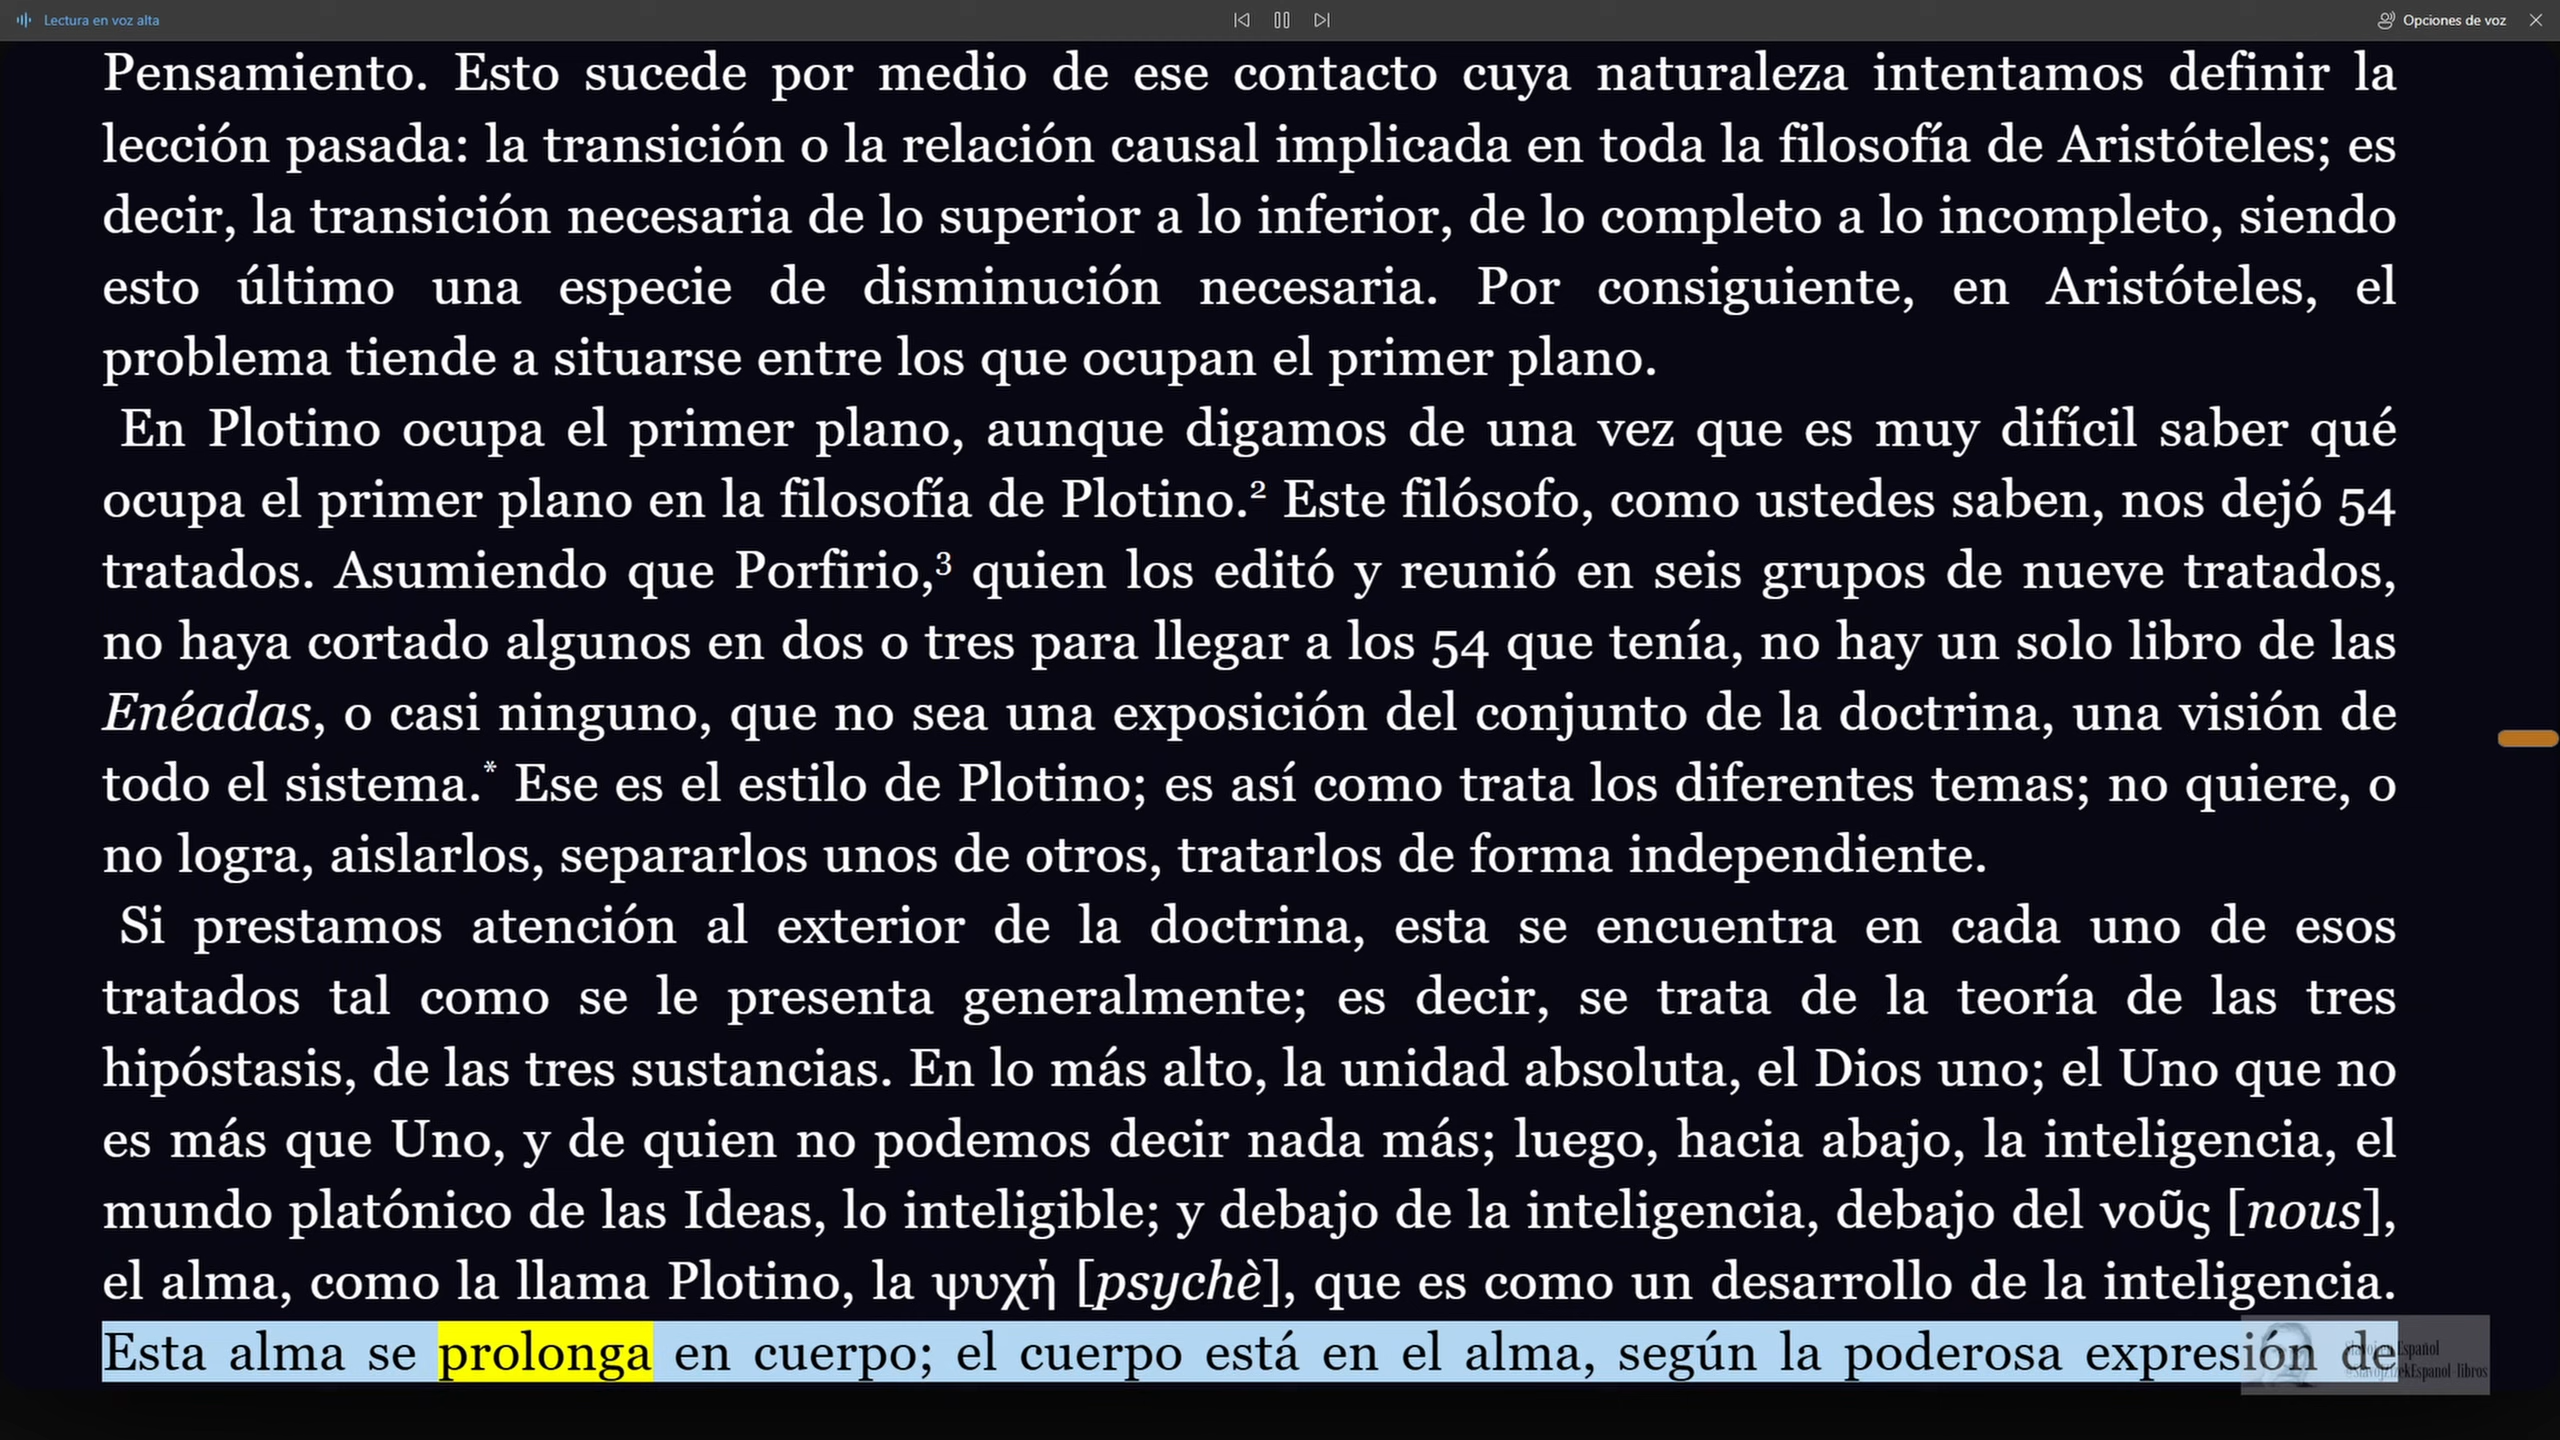 Lectura en voz alta
Opciones de voz
Pensamiento. Esto sucede por medio de ese contacto cuya naturaleza intentamos definir la
lección pasada: la transición o la relación causal implicada en toda la filosofía de Aristóteles; es
decir, la transición necesaria de lo superior a lo inferior, de lo completo a lo incompleto, siendo
esto último una especie de disminución necesaria. Por consiguiente, en Aristóteles, el
problema tiende a situarse entre los que ocupan el primer plano.
En Plotino ocupa el primer plano, aunque digamos de una vez que es muy difícil saber qué
ocupa el primer plano en la filosofía de Plotino.² Este filósofo, como ustedes saben, nos dejó 54
tratados. Asumiendo que Porfirio,³ quien los editó y reunió en seis grupos de nueve tratados,
no haya cortado algunos en dos o tres para llegar a los 54 que tenía, no hay un solo libro de las
Enéadas, o casi ninguno, que no sea una exposición del conjunto de la doctrina, una visión de
todo el sistema.* Ese es el estilo de Plotino; es así como trata los diferentes temas; no quiere, o
no logra, aislarlos, separarlos unos de otros, tratarlos de forma independiente.
Si prestamos atención al exterior de la doctrina, esta se encuentra en cada uno de esos
tratados tal como se le presenta generalmente; es decir, se trata de la teoría de las tres
hipóstasis, de las tres sustancias. En lo más alto, la unidad absoluta, el Dios uno; el Uno que no
es más que Uno, y de quien no podemos decir nada más; luego, hacia abajo, la inteligencia, el
mundo platónico de las Ideas, lo inteligible; y debajo de la inteligencia, debajo del νοῦς [nous],
el alma, como la llama Plotino, la ψυχή [psychè], que es como un desarrollo de la inteligencia.
Esta alma se prolonga en cuerpo; el cuerpo está en el alma, según la poderosa expresión de
Español